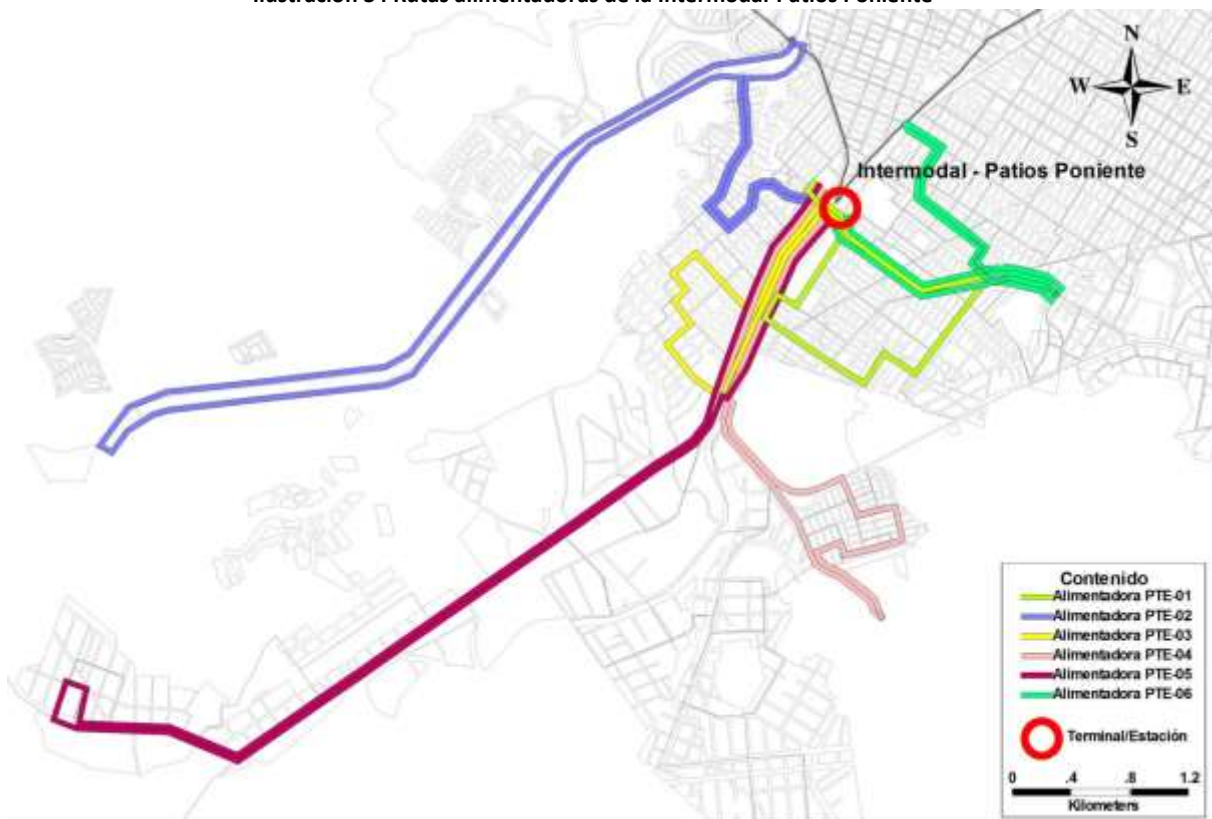 N
W E
S
Intermodal - Patios Poniente
Contenido
Alimentadora PTE-01
Alimentadora PTE-02
Alimentadora PTE-03
Alimentadora PTE-04
Alimentadora PTE-05
Alimentadora PTE-06
Terminal/Estación
0 .4 .8 1.2
Kilometers